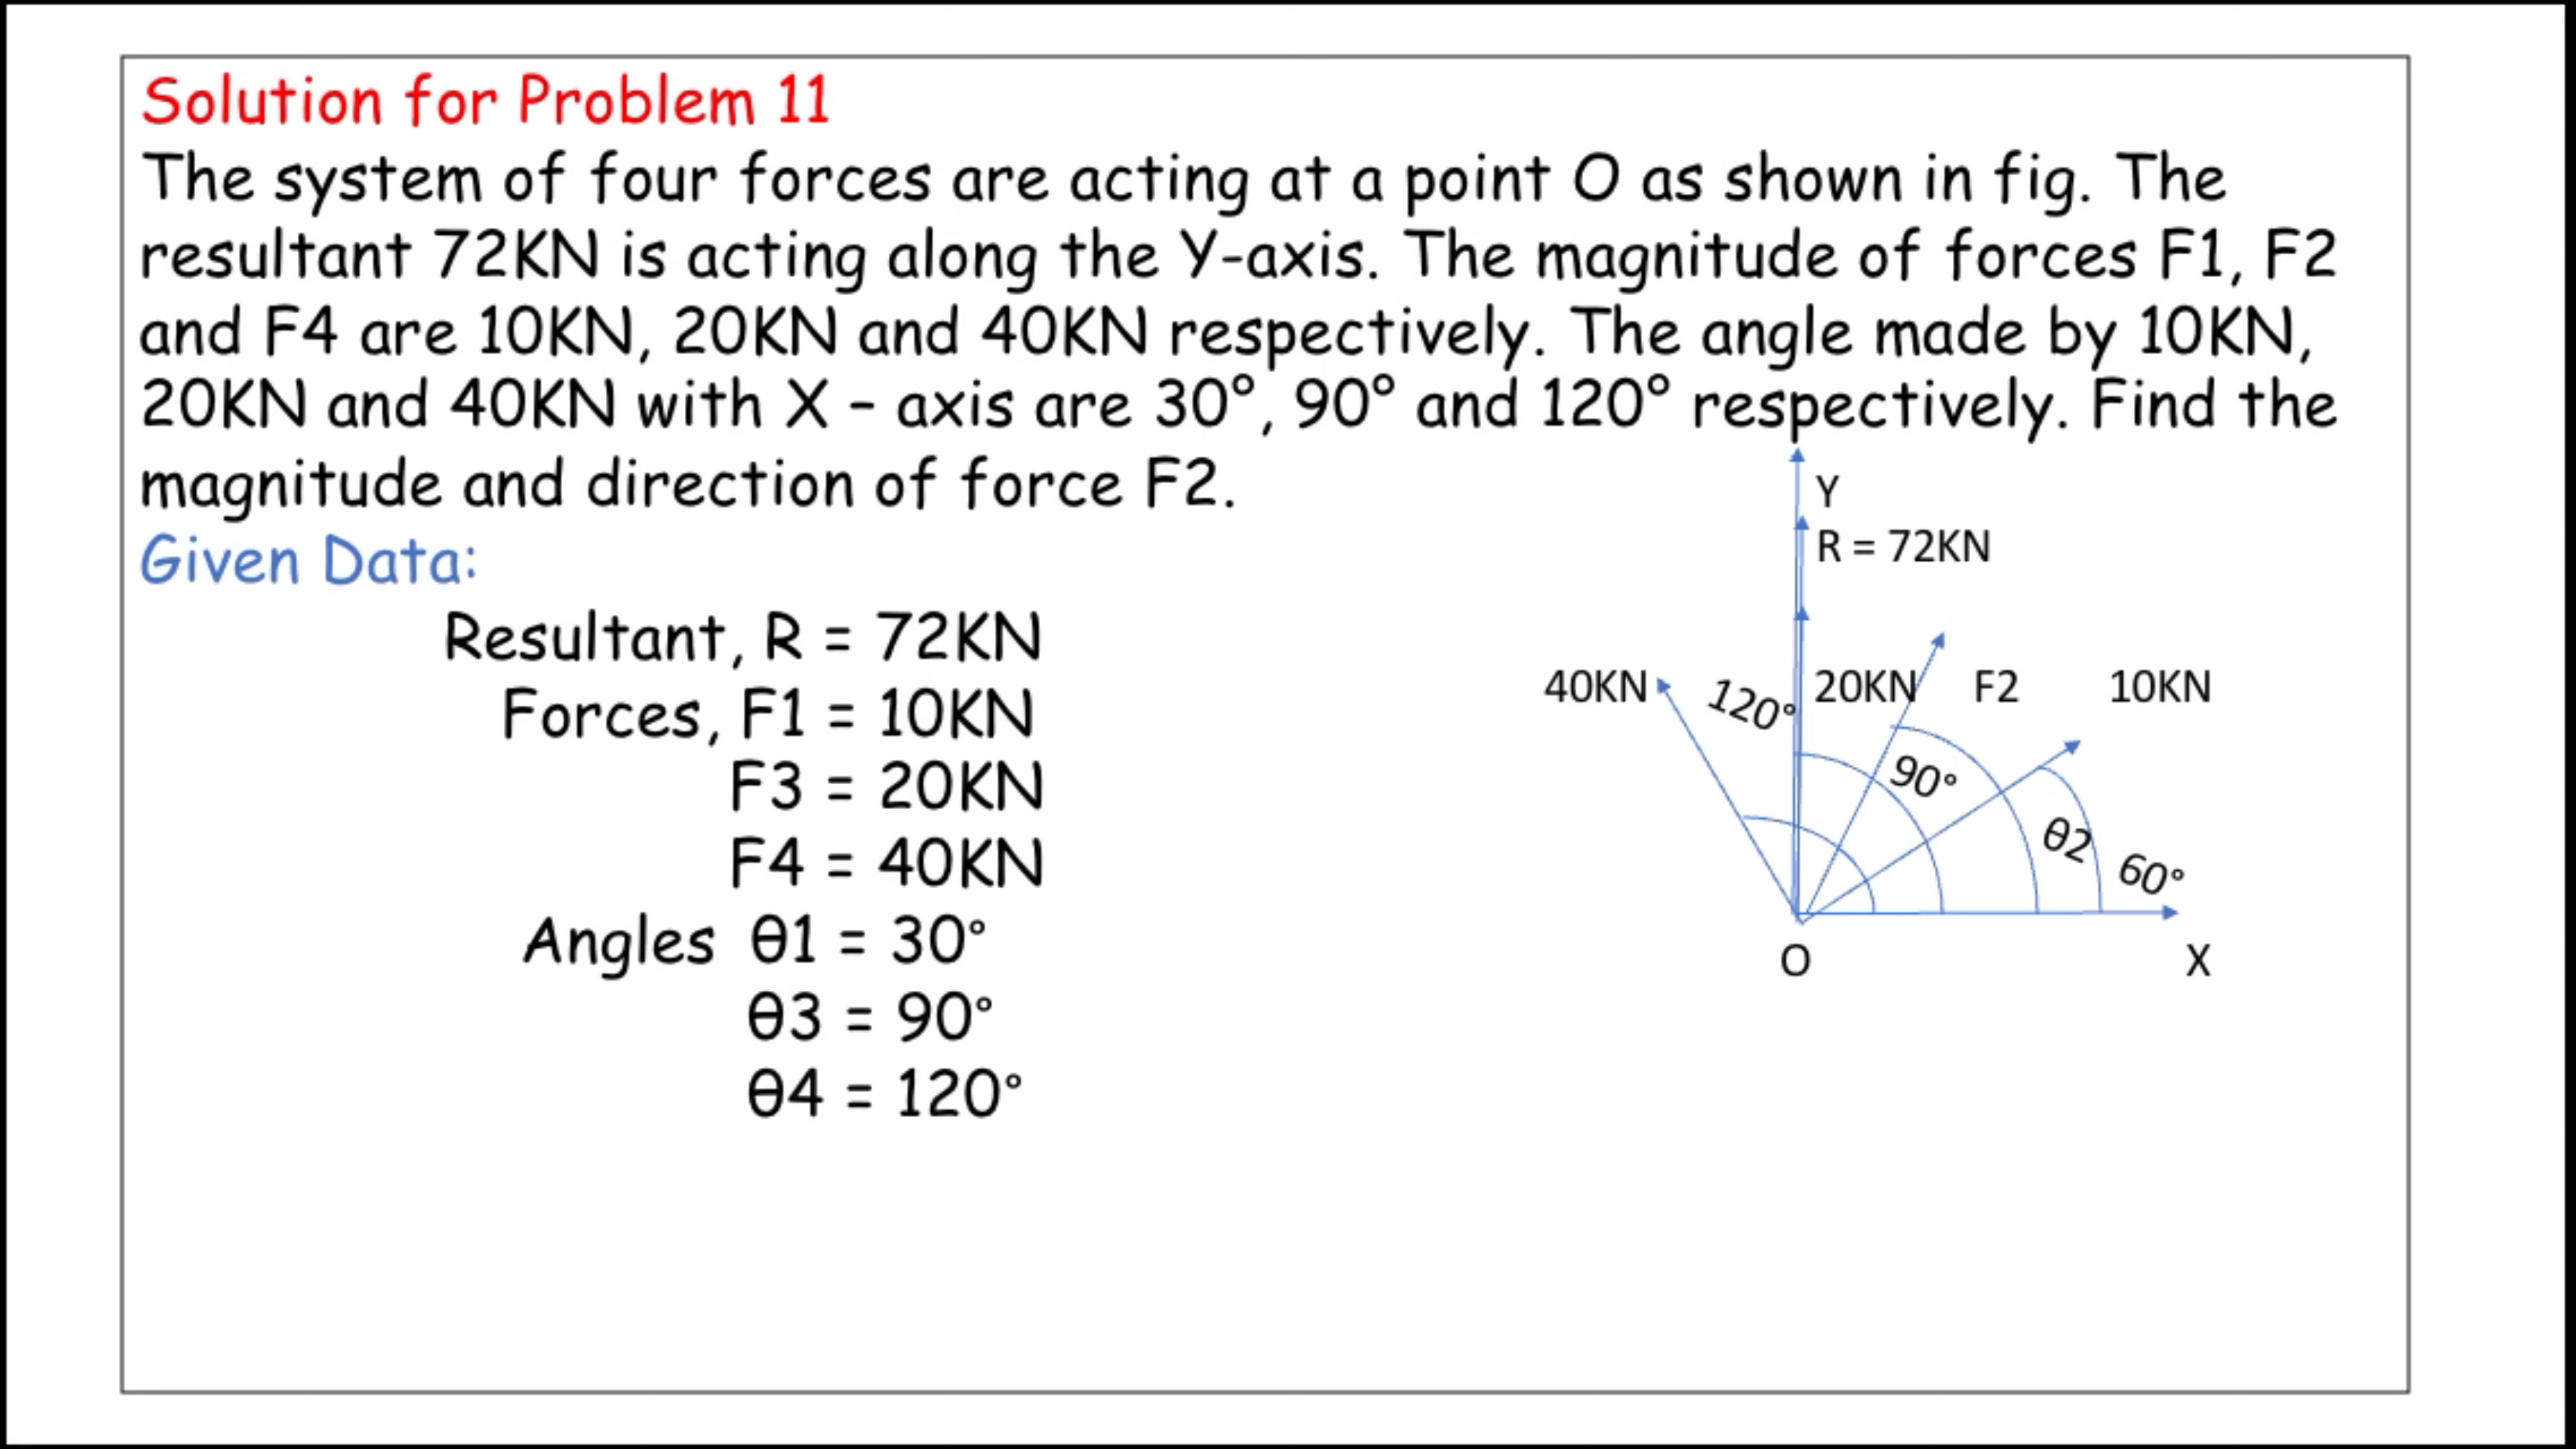 Solution for Problem 11
The system of four forces are acting at a point O as shown in fig. The
resultant 72KN is acting along the Y-axis. The magnitude of forces F1, F2
and F4 are 10KN, 20KN and 40KN respectively. The angle made by 10KN,
20KN and 40KN with X - axis are 30°, 90° and 120° respectively. Find the
magnitude and direction of force F2.
Given Data:
Resultant, R = 72KN
Forces, F1 = 10KN
F3 = 20KN
F4 = 40KN
Angles θ1 = 30°
θ3 = 90°
θ4 = 120°
Y
R = 72KN
40KN
120°
20KN
F2
10KN
90°
θ2
60°
O
X